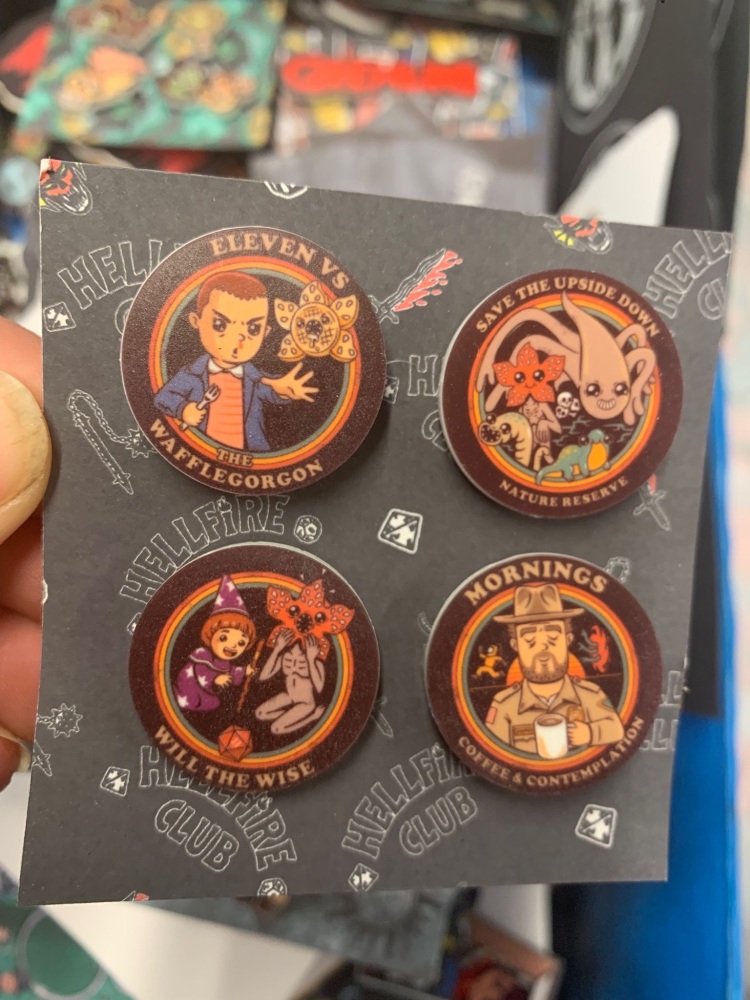 ELEVEN VS
THE
WAFFLEGORGON
SAVE THE UPSIDE DOWN
NATURE RESERVE
WILL THE WISE
MORNINGS
COFFEE & CONTEMPLATION
HELLFIRE
HELLFIRE
CLUB
HELLFIRE
CLUB